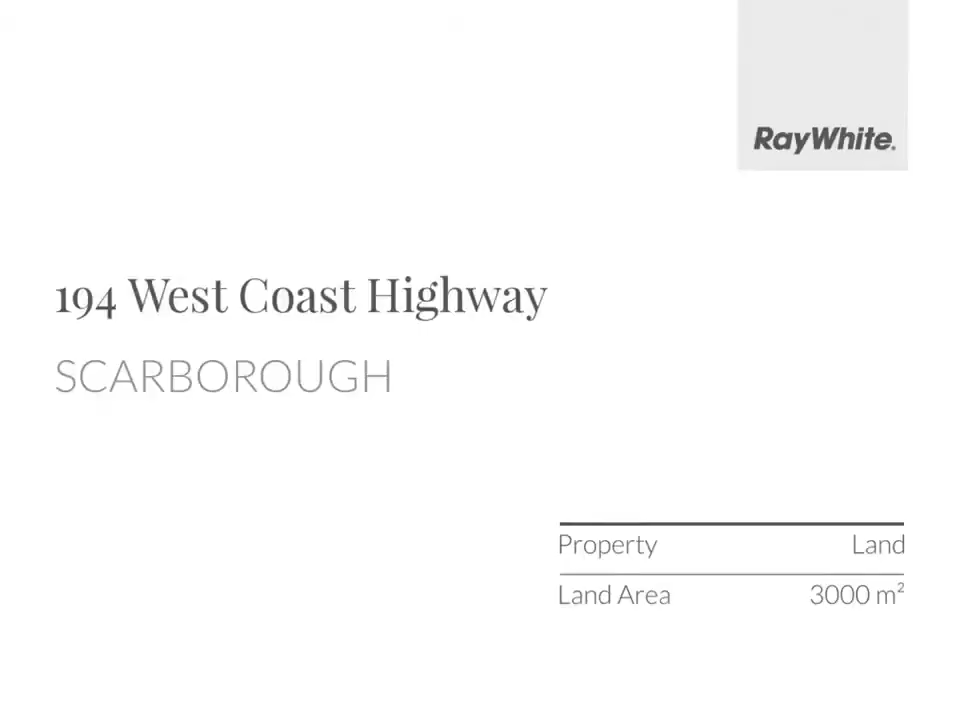 RayWhite.
194 West Coast Highway
SCARBOROUGH
Property Land
Land Area 3000 m²